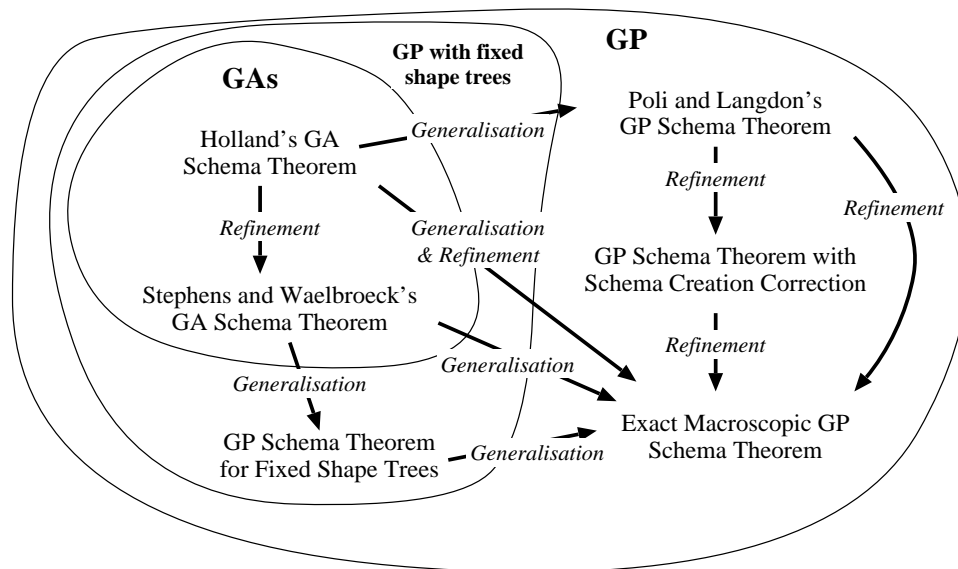 GP
GP with fixed
shape trees
GAs
Poli and Langdon's
GP Schema Theorem
Generalisation
Holland's GA
Schema Theorem
Refinement
Refinement
Refinement
Generalisation
& Refinement
GP Schema Theorem with
Schema Creation Correction
Stephens and Waelbroeck's
GA Schema Theorem
Refinement
Generalisation
Generalisation
Exact Macroscopic GP
Schema Theorem
GP Schema Theorem
for Fixed Shape Trees
Generalisation